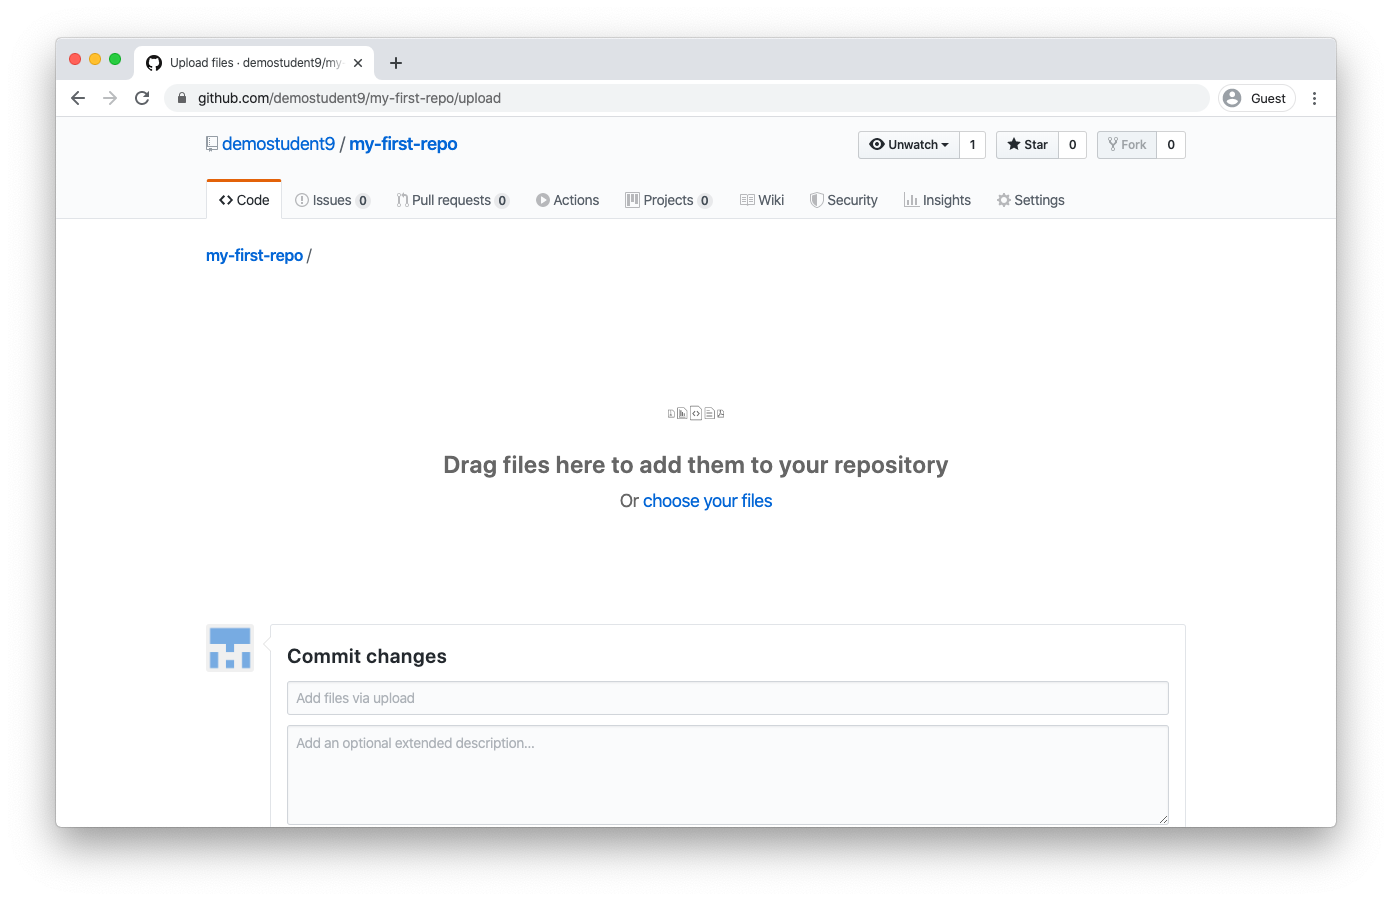 Upload files · demostudent9/my-
github.com/demostudent9/my-first-repo/upload
Guest
demostudent9 / my-first-repo
Unwatch 1
Star 0
Fork 0
Code
Issues 0
Pull requests 0
Actions
Projects 0
Wiki
Security
Insights
Settings
my-first-repo /
Drag files here to add them to your repository
Or choose your files
Commit changes
Add files via upload
Add an optional extended description...